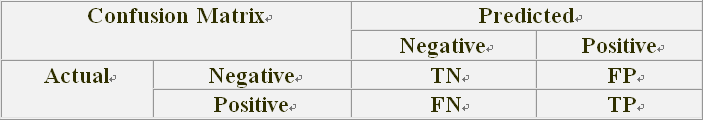 Confusion Matrix Predicted
Negative Positive
Actual Negative TN FP
Positive FN TP